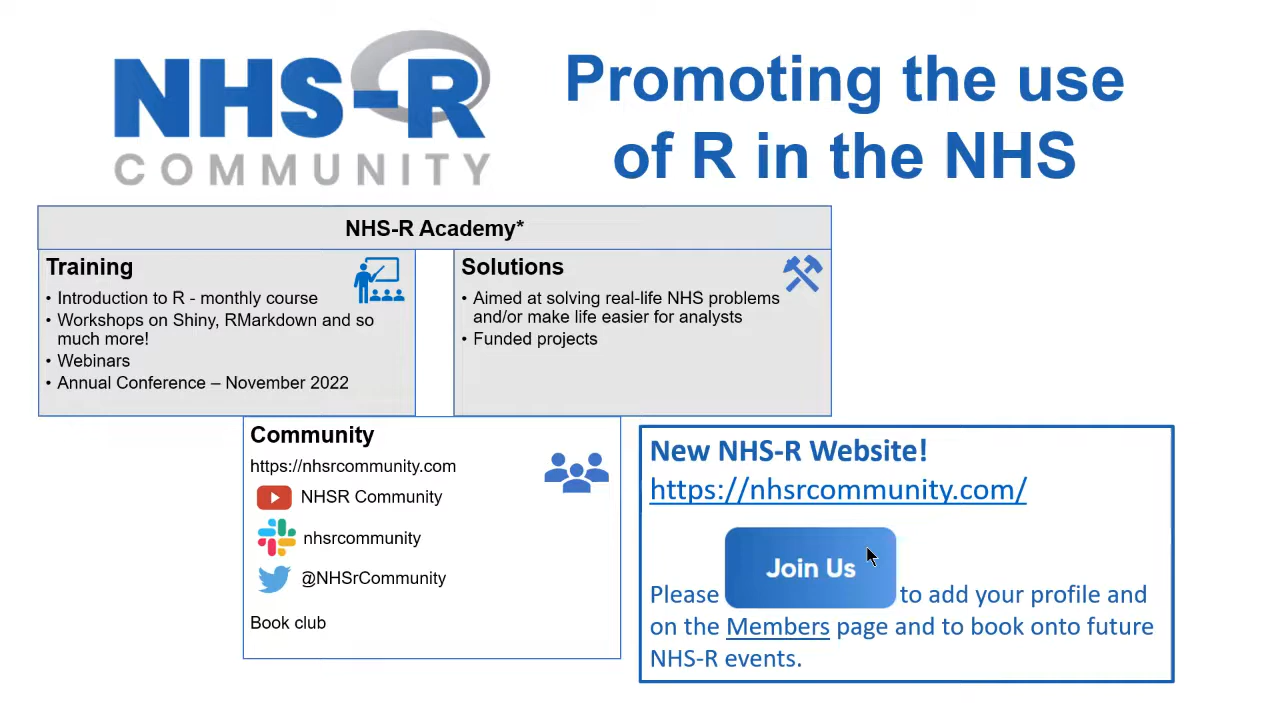 NHS-R
COMMUNITY
Promoting the use
of R in the NHS
NHS-R Academy*
Training
• Introduction to R - monthly course
• Workshops on Shiny, RMarkdown and so
much more!
• Webinars
• Annual Conference – November 2022
Solutions
• Aimed at solving real-life NHS problems
and/or make life easier for analysts
• Funded projects
Community
https://nhsrcommunity.com
NHSR Community
nhsrcommunity
@NHSrCommunity
Book club
New NHS-R Website!
https://nhsrcommunity.com/
Join Us
Please to add your profile and
on the Members page and to book onto future
NHS-R events.